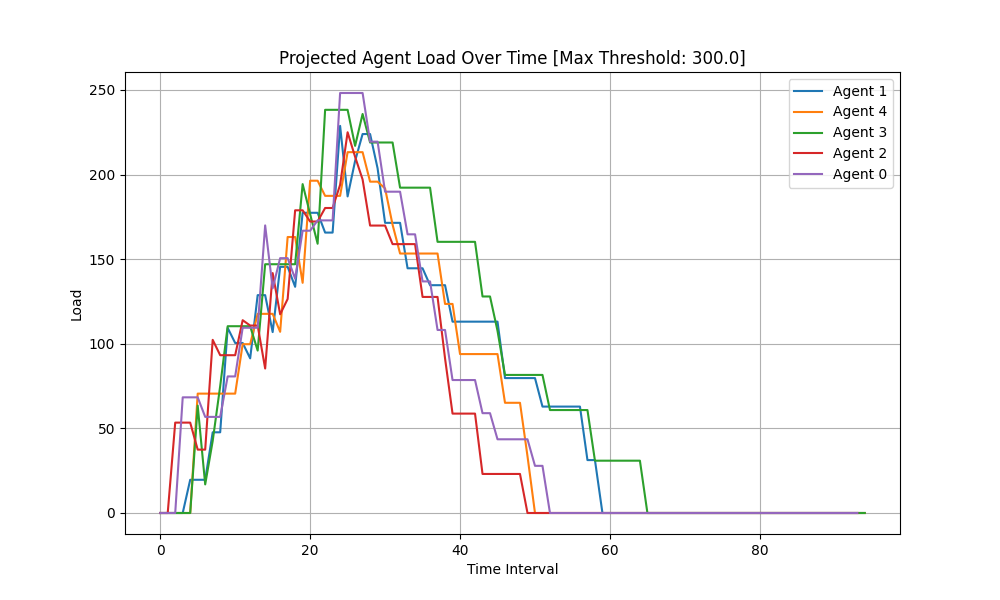 Projected Agent Load Over Time [Max Threshold: 300.0]
Load
250
200
150
100
50
0
0 20 40 60 80
Time Interval
Agent 1
Agent 4
Agent 3
Agent 2
Agent 0